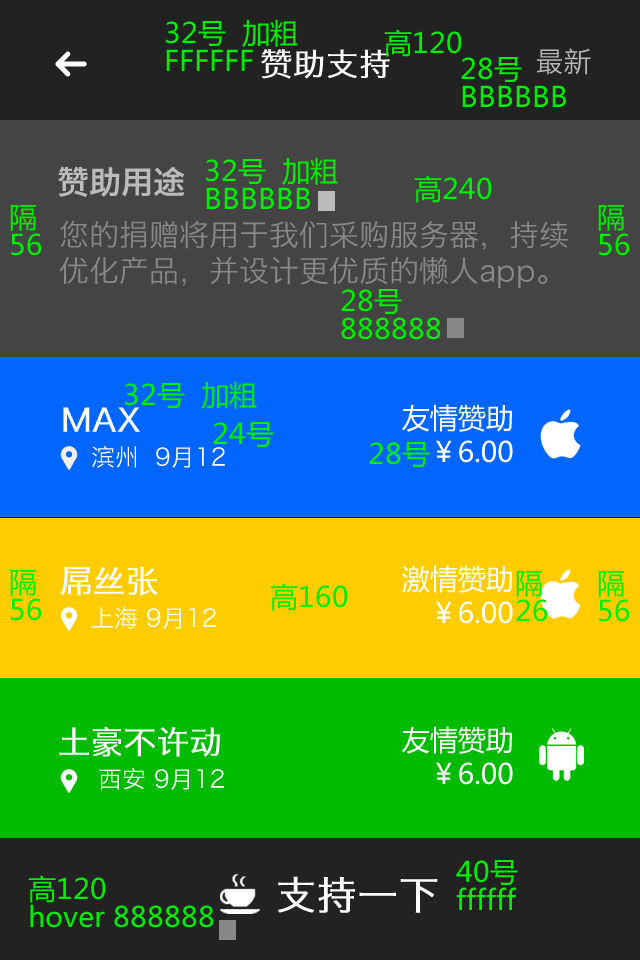 32号 加粗
FFFFFF
赞助支持
高120
28号
BBBBBB
最新
赞助用途
32号 加粗
BBBBBB
高240
隔
56
隔
56
您的捐赠将用于我们采购服务器，持续
优化产品，并设计更优质的懒人app。
28号
888888
32号 加粗
MAX
24号
滨州 9月12
友情赞助
28号
¥ 6.00
隔
56
屌丝张
上海 9月12
高160
激情赞助
¥ 6.00
隔
26
隔
56
土豪不许动
西安 9月12
友情赞助
¥ 6.00
高120
hover 888888
支持一下
40号
ffffff